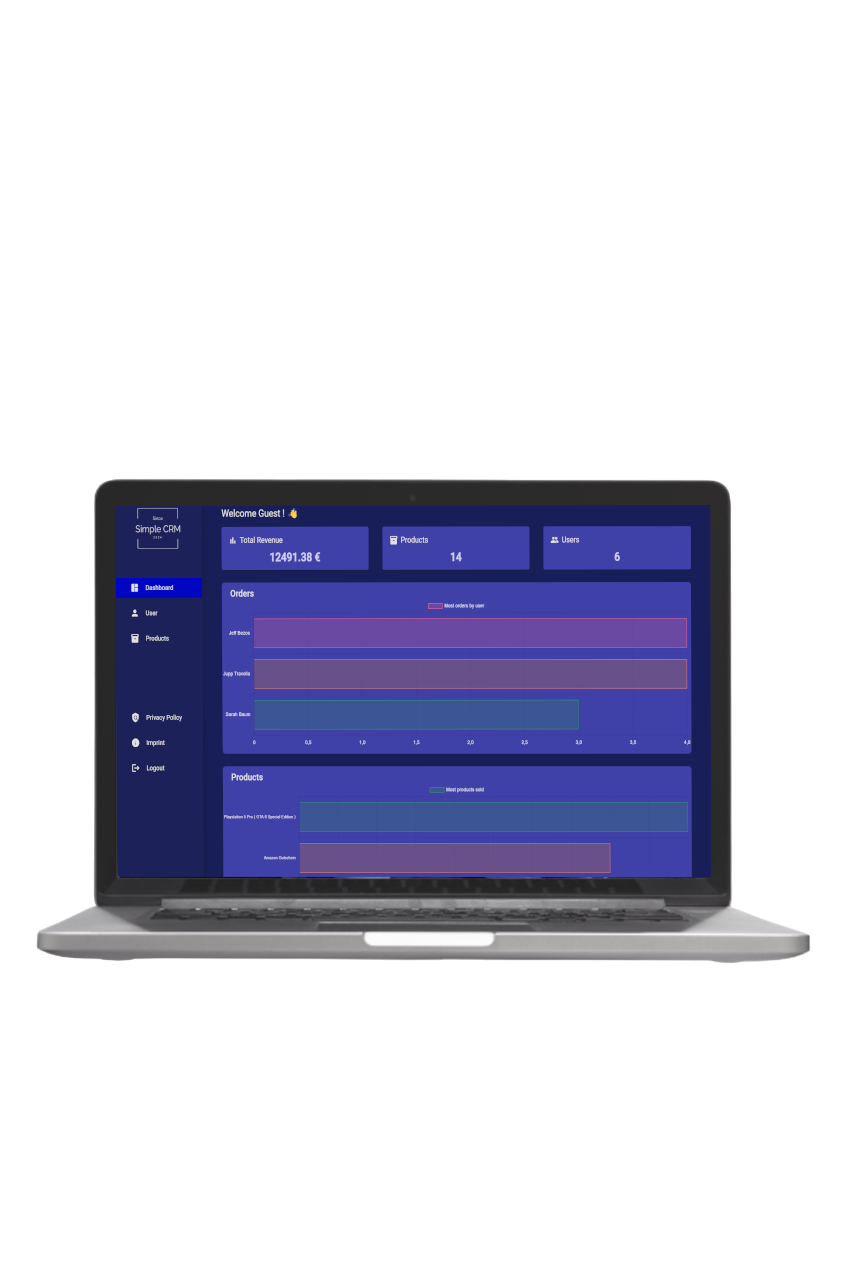 Since
Simple CRM
2024
Dashboard
User
Products
Privacy Policy
Imprint
Logout
Welcome Guest ! 👋
Total Revenue
12491.38 €
Products
14
Users
6
Orders
Most orders by user
Jeff Bezos
Jupp Travolla
Sarah Baum
0 0,5 1,0 1,5 2,0 2,5 3,0 3,5 4,0
Products
Most products sold
Playstation 5 Pro ( GTA 6 Special Edition )
Amazon Gutschein